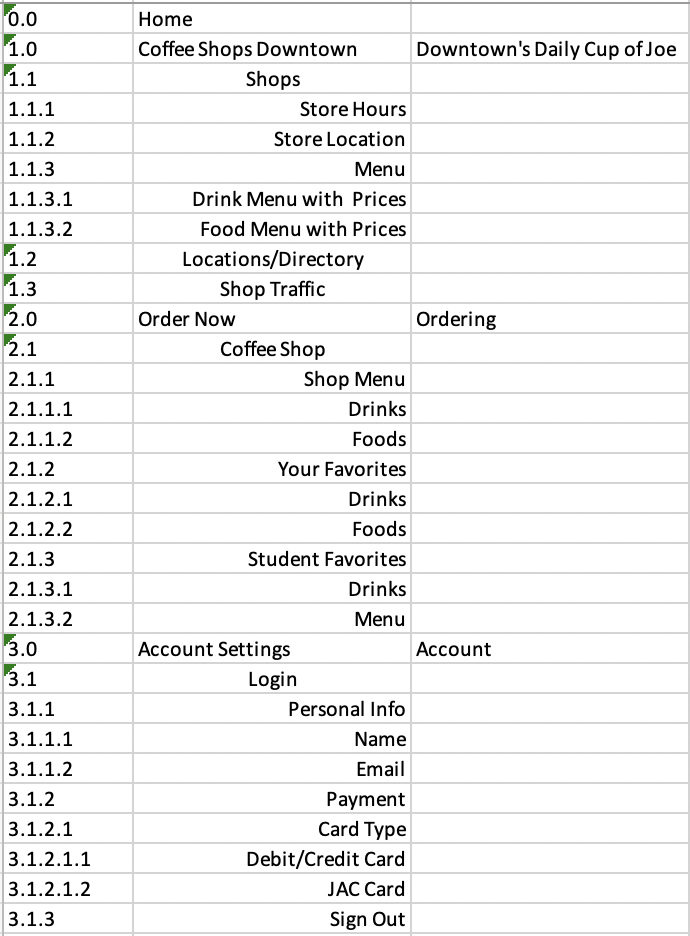 0.0 Home
1.0 Coffee Shops Downtown Downtown's Daily Cup of Joe
1.1 Shops
1.1.1 Store Hours
1.1.2 Store Location
1.1.3 Menu
1.1.3.1 Drink Menu with Prices
1.1.3.2 Food Menu with Prices
1.2 Locations/Directory
1.3 Shop Traffic
2.0 Order Now Ordering
2.1 Coffee Shop
2.1.1 Shop Menu
2.1.1.1 Drinks
2.1.1.2 Foods
2.1.2 Your Favorites
2.1.2.1 Drinks
2.1.2.2 Foods
2.1.3 Student Favorites
2.1.3.1 Drinks
2.1.3.2 Menu
3.0 Account Settings Account
3.1 Login
3.1.1 Personal Info
3.1.1.1 Name
3.1.1.2 Email
3.1.2 Payment
3.1.2.1 Card Type
3.1.2.1.1 Debit/Credit Card
3.1.2.1.2 JAC Card
3.1.3 Sign Out